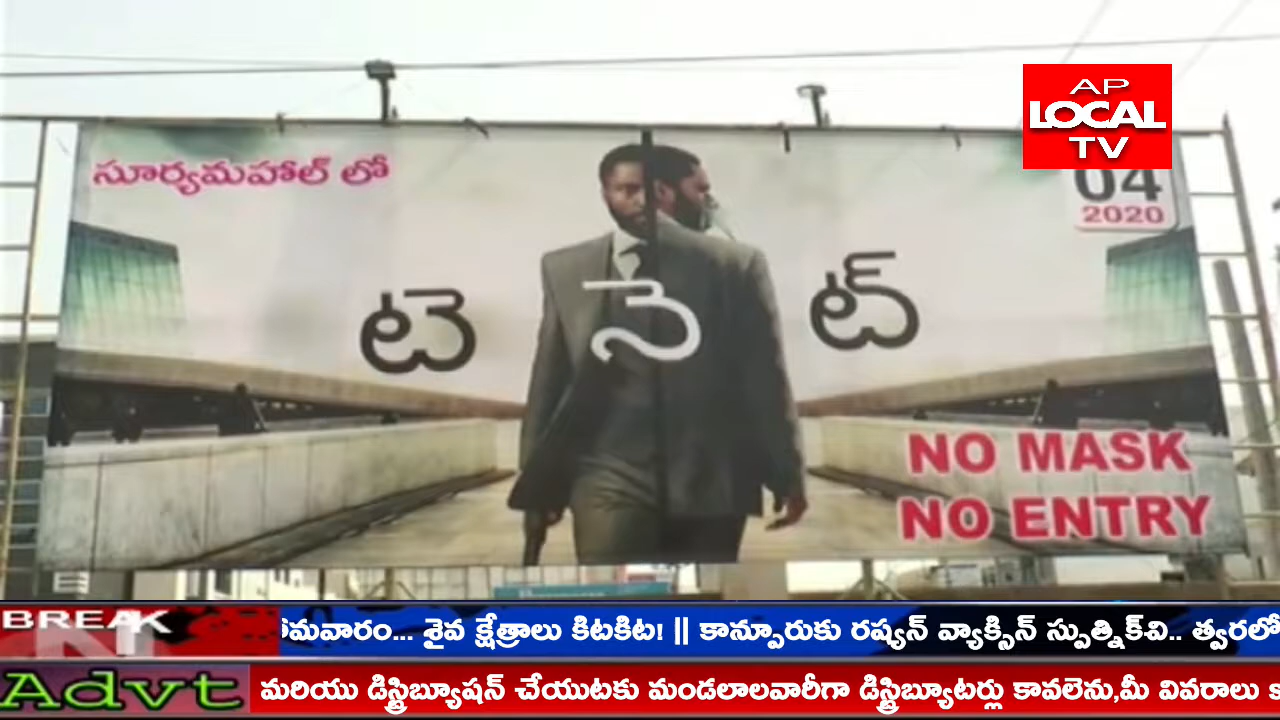 AP
LOCAL
TV
సూర్యమహాల్ లో
04
2020
టె నె ట్
NO MASK
NO ENTRY
BREAK
మవారం... శైవ క్షేత్రాలు కిటకిట! || కాన్పూరుకు రష్యన్ వ్యాక్సిన్ స్పుత్నిక్‌వి.. త్వరలో
Advt
మరియు డిస్ట్రిబ్యూషన్ చేయుటకు మండలాలవారీగా డిస్ట్రిబ్యూటర్లు కావలెను,మీ వివరాలు